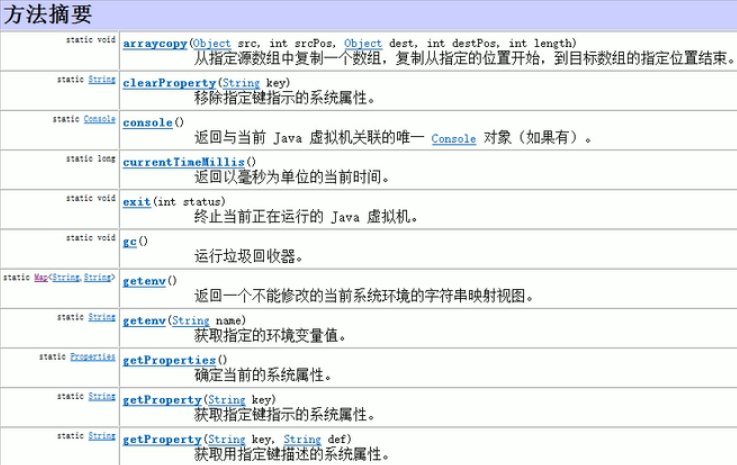 方法摘要
static void arraycopy(Object src, int srcPos, Object dest, int destPos, int length)
从指定源数组中复制一个数组，复制从指定的位置开始，到目标数组的指定位置结束。
static String clearProperty(String key)
移除指定键指示的系统属性。
static Console console()
返回与当前 Java 虚拟机关联的唯一 Console 对象（如果有）。
static long currentTimeMillis()
返回以毫秒为单位的当前时间。
static void exit(int status)
终止当前正在运行的 Java 虚拟机。
static void gc()
运行垃圾回收器。
static Map<String,String> getenv()
返回一个不能修改的当前系统环境的字符串映射视图。
static String getenv(String name)
获取指定的环境变量值。
static Properties getProperties()
确定当前的系统属性。
static String getProperty(String key)
获取指定键指示的系统属性。
static String getProperty(String key, String def)
获取用指定键描述的系统属性。